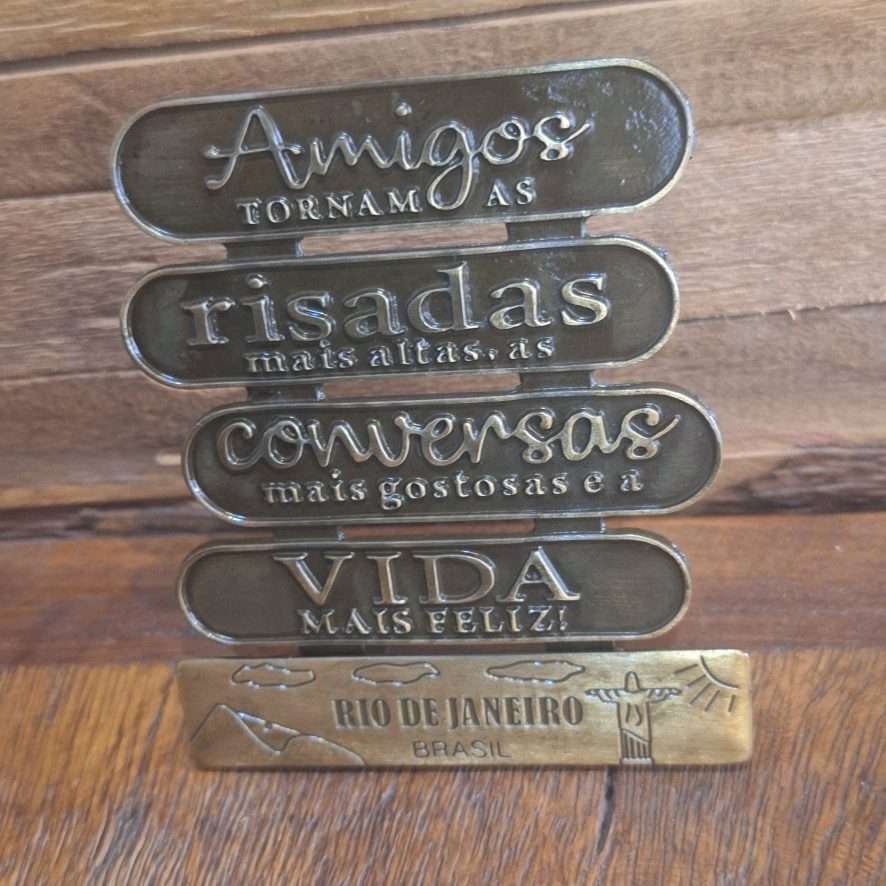 Amigos
TORNAM AS
risadas
mais altas, as
conversas
mais gostosas e a
VIDA
MAIS FELIZ!
RIO DE JANEIRO
BRASIL